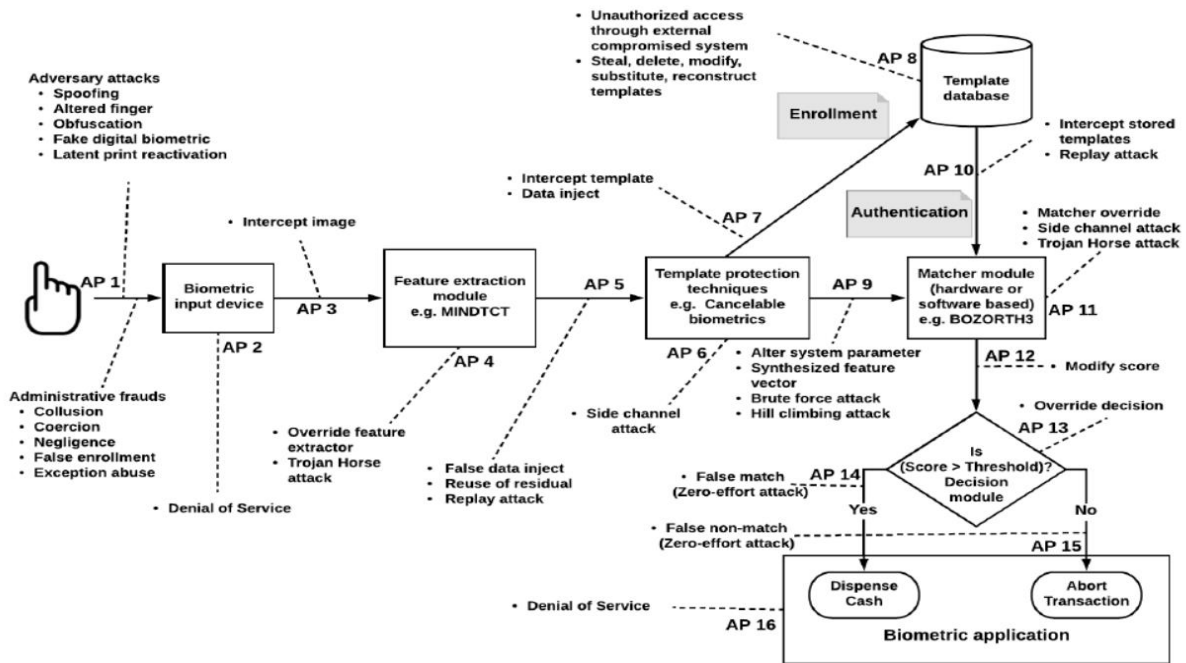 • Unauthorized access
through external
compromised system
• Steal, delete, modify,
substitute, reconstruct
templates
AP 8
Template
database
Adversary attacks
• Spoofing
• Altered finger
• Obfuscation
• Fake digital biometric
• Latent print reactivation
Enrollment
• Intercept stored
templates
• Replay attack
AP 10
• Intercept template
• Data inject
AP 7
Authentication
• Intercept image
• Matcher override
• Side channel attack
• Trojan Horse attack
AP 1
Biometric
input device
AP 2
AP 3
Feature extraction
module
e.g. MINDTCT
AP 4
AP 5
Template protection
techniques
e.g. Cancelable
biometrics
AP 6
AP 9
Matcher module
(hardware or
software based)
e.g. BOZORTH3
AP 11
• Alter system parameter
• Synthesized feature
vector
• Brute force attack
• Hill climbing attack
AP 12
• Modify score
Administrative frauds
• Collusion
• Coercion
• Negligence
• False enrollment
• Exception abuse
• Override feature
extractor
• Trojan Horse
attack
• Side channel
attack
• Override decision
AP 13
• False data inject
• Reuse of residual
• Replay attack
• Denial of Service
Is
(Score > Threshold)?
Decision
module
AP 14
• False match
(Zero-effort attack)
Yes
No
• False non-match
(Zero-effort attack)
AP 15
Dispense
Cash
Abort
Transaction
• Denial of Service
AP 16
Biometric application